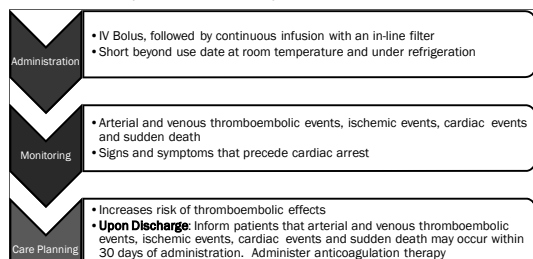 Administration
• IV Bolus, followed by continuous infusion with an in-line filter
• Short beyond use date at room temperature and under refrigeration
Monitoring
• Arterial and venous thromboembolic events, ischemic events, cardiac events
and sudden death
• Signs and symptoms that precede cardiac arrest
Care Planning
• Increases risk of thromboembolic effects
• Upon Discharge: Inform patients that arterial and venous thromboembolic
events, ischemic events, cardiac events and sudden death may occur within
30 days of administration. Administer anticoagulation therapy